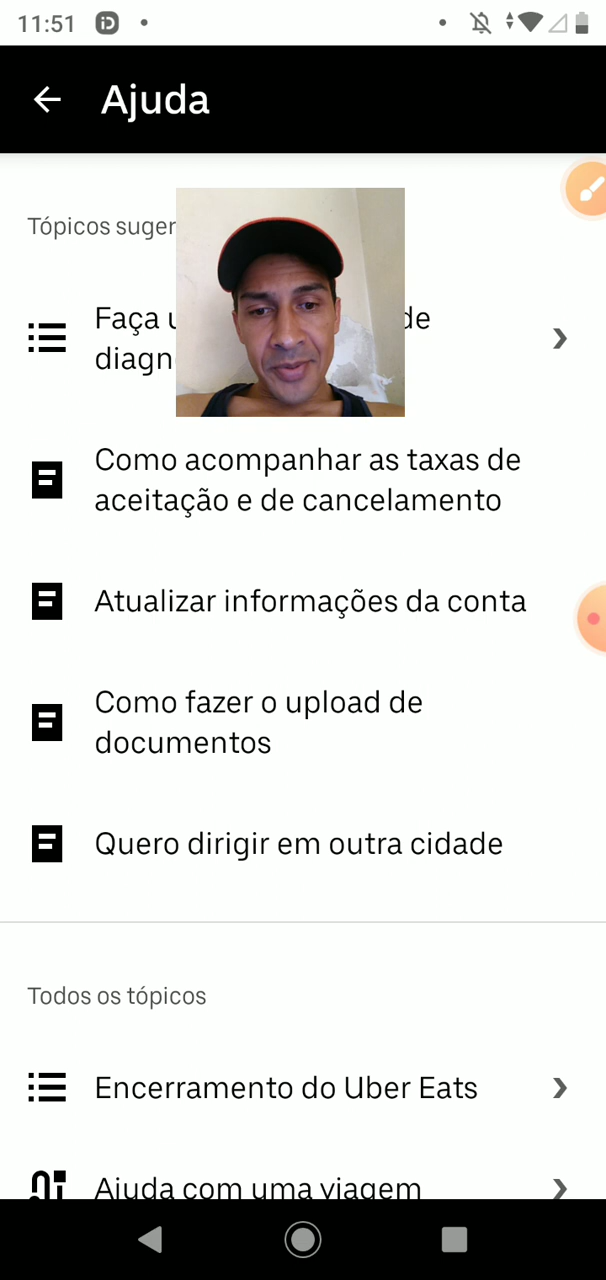 11:51
Ajuda
Tópicos suger
Faça de
diagn
Como acompanhar as taxas de
aceitação e de cancelamento
Atualizar informações da conta
Como fazer o upload de
documentos
Quero dirigir em outra cidade
Todos os tópicos
Encerramento do Uber Eats
Ajuda com uma viagem